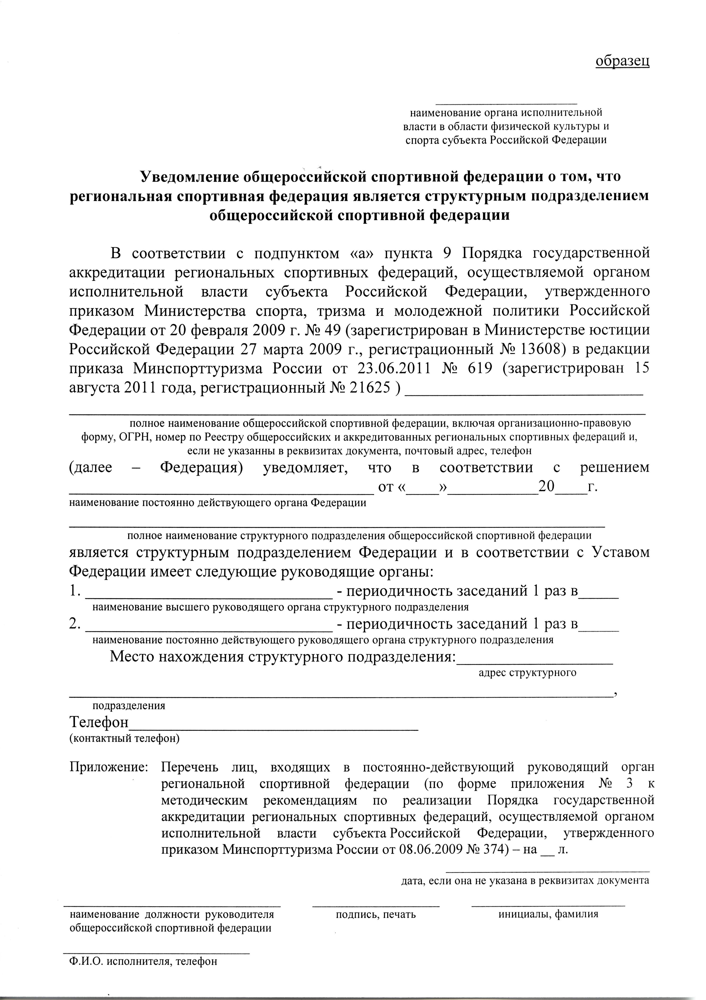 образец
наименование органа исполнительной
власти в области физической культуры и
спорта субъекта Российской Федерации
Уведомление общероссийской спортивной федерации о том, что
региональная спортивная федерация является структурным подразделением
общероссийской спортивной федерации
В соответствии с подпунктом «а» пункта 9 Порядка государственной
аккредитации региональных спортивных федераций, осуществляемой органом
исполнительной власти субъекта Российской Федерации, утвержденного
приказом Министерства спорта, тризма и молодежной политики Российской
Федерации от 20 февраля 2009 г. № 49 (зарегистрирован в Министерстве юстиции
Российской Федерации 27 марта 2009 г., регистрационный № 13608) в редакции
приказа Минспорттуризма России от 23.06.2011 № 619 (зарегистрирован 15
августа 2011 года, регистрационный № 21625 ) ____________________
полное наименование общероссийской спортивной федерации, включая организационно-правовую
форму, ОГРН, номер по Реестру общероссийских и аккредитованных региональных спортивных федераций и,
если не указанны в реквизитах документа, почтовый адрес, телефон
(далее – Федерация) уведомляет, что в соответствии с решением
____________________ от «____»___________20____г.
наименование постоянно действующего органа Федерации
полное наименование структурного подразделения общероссийской спортивной федерации
является структурным подразделением Федерации и в соответствии с Уставом
Федерации имеет следующие руководящие органы:
1. ____________________ - периодичность заседаний 1 раз в_____
наименование высшего руководящего органа структурного подразделения
2. ____________________ - периодичность заседаний 1 раз в_____
наименование постоянно действующего руководящего органа структурного подразделения
Место нахождения структурного подразделения:____________________
адрес структурного
____________________,
подразделения
Телефон____________________
(контактный телефон)
Приложение: Перечень лиц, входящих в постоянно-действующий руководящий орган
региональной спортивной федерации (по форме приложения № 3 к
методическим рекомендациям по реализации Порядка государственной
аккредитации региональных спортивных федераций, осуществляемой органом
исполнительной власти субъекта Российской Федерации, утвержденного
приказом Минспорттуризма России от 08.06.2009 № 374) – на __ л.
дата, если она не указана в реквизитах документа
наименование должности руководителя подпись, печать инициалы, фамилия
общероссийской спортивной федерации
Ф.И.О. исполнителя, телефон